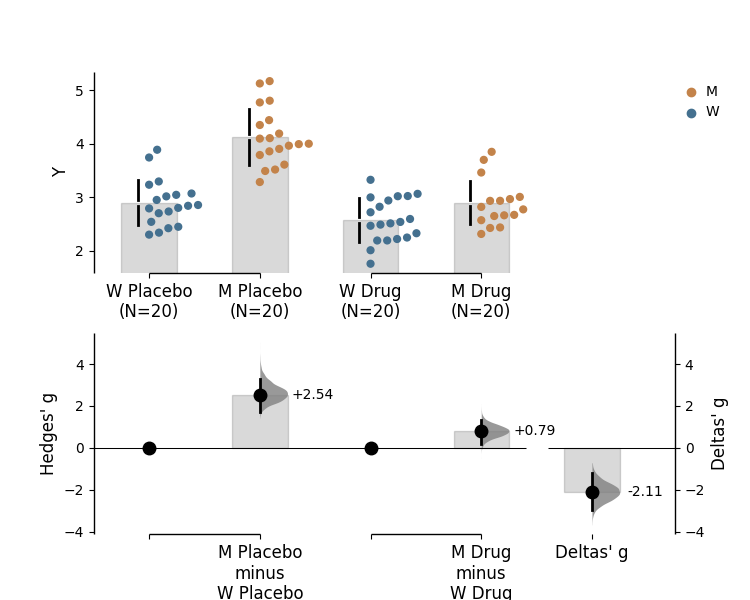 5
4
3
2
Y
M
W
W Placebo
(N=20)
M Placebo
(N=20)
W Drug
(N=20)
M Drug
(N=20)
4
2
0
−2
−4
Hedges' g
+2.54
+0.79
-2.11
4
2
0
−2
−4
Deltas' g
M Placebo
minus
W Placebo
M Drug
minus
W Drug
Deltas' g